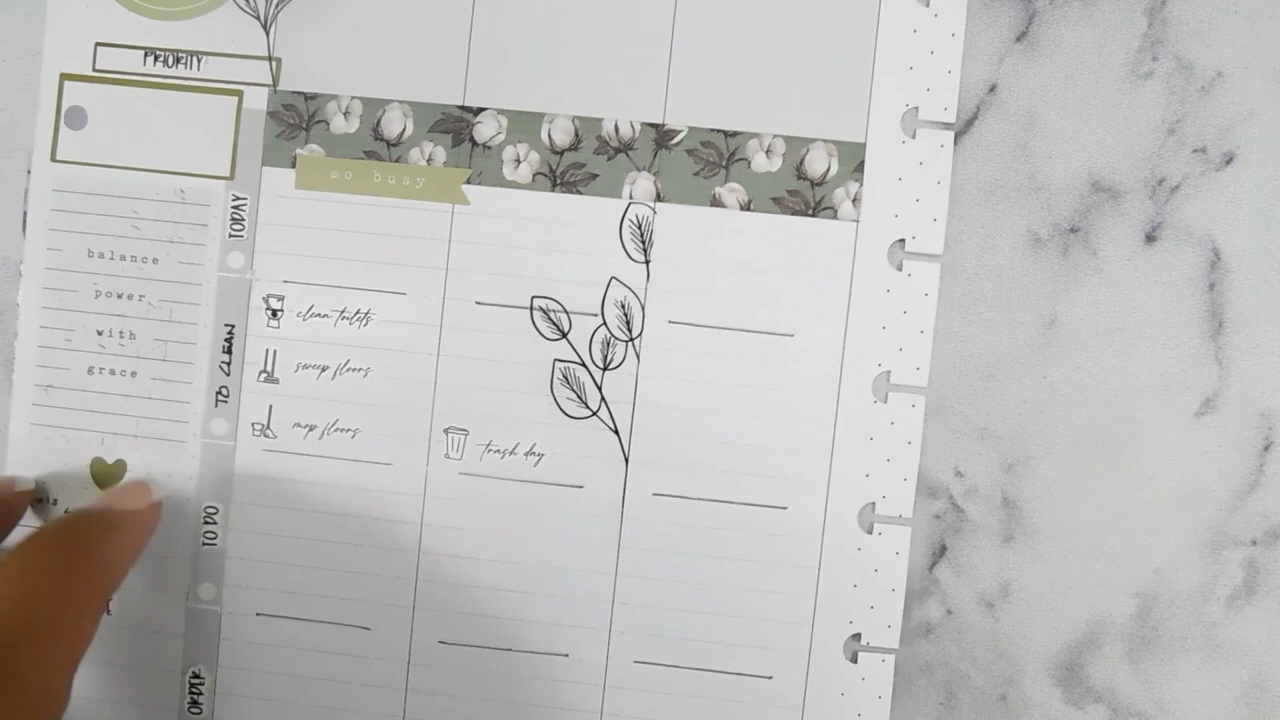 PRIORITY
so busy
TODAY
balance
power
with
grace
TO CLEAN
clean toilets
sweep floors
mop floors
trash day
TO DO
ORDER